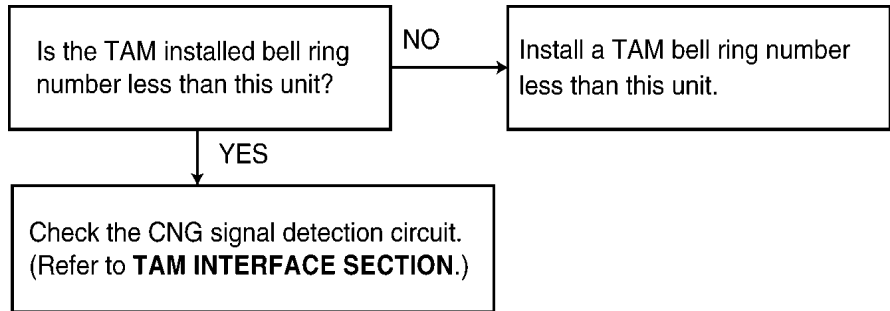 Is the TAM installed bell ring
number less than this unit?
NO
Install a TAM bell ring number
less than this unit.
YES
Check the CNG signal detection circuit.
(Refer to TAM INTERFACE SECTION.)